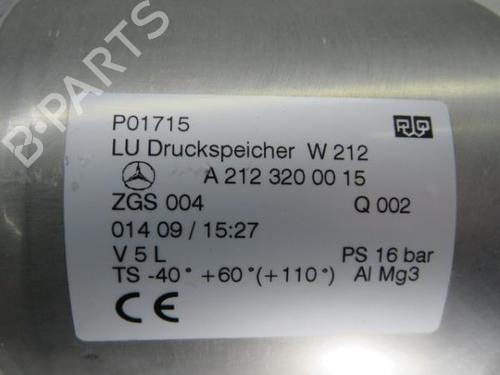 B-PARTS
P01715
LU Druckspeicher W 212
A 212 320 00 15
ZGS 004 Q 002
014 09 / 15:27
V 5 L PS 16 bar
TS -40° +60°(+110°) Al Mg3
CE